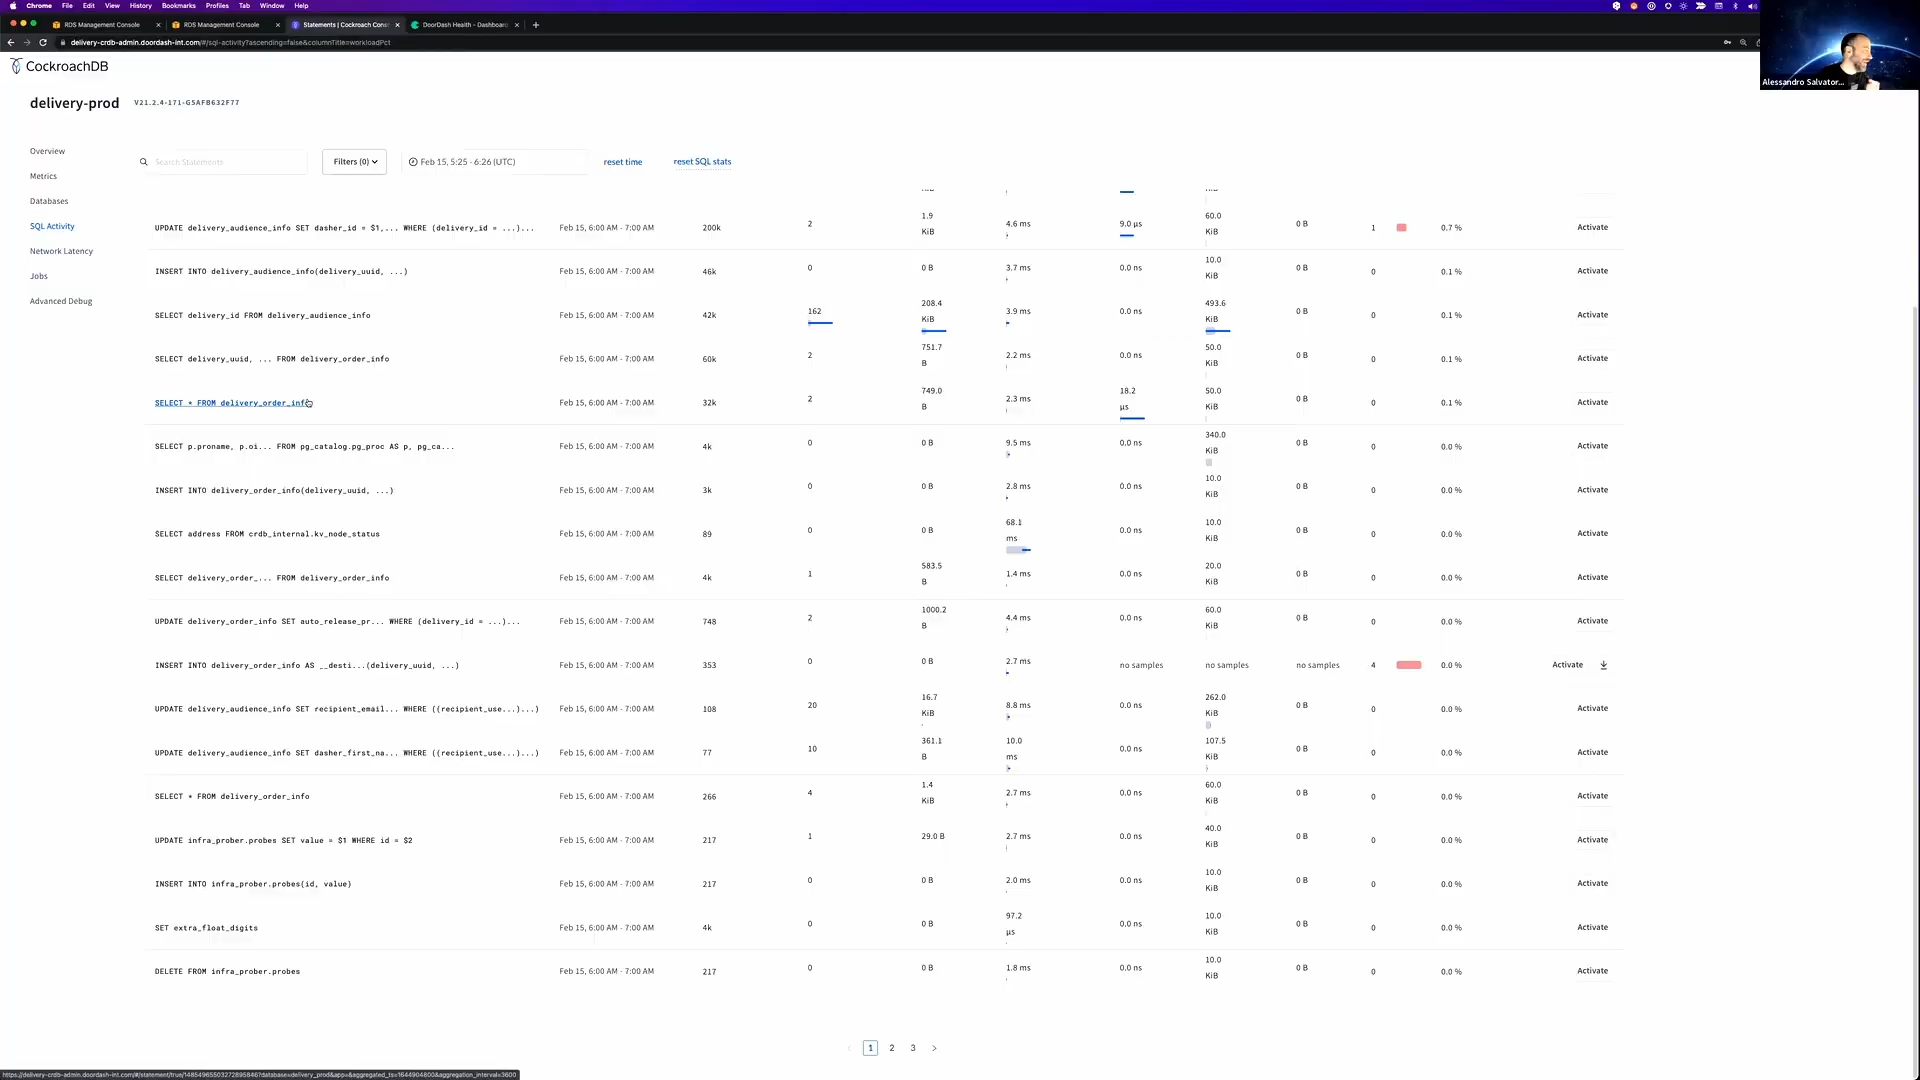 Chrome File Edit View History Bookmarks Profiles Tab Window Help
RDS Management Console × RDS Management Console × Statements | Cockroach Cons × DoorDash Health - Dashboard × +
delivery-crdb-admin.doordash-int.com/#/sql-activity?ascending=false&columnTitle=workloadPct
Alessandro Salvator...
CockroachDB
delivery-prod V21.2.4-171-G5AFB632F77
Overview
Metrics
Databases
SQL Activity
Network Latency
Jobs
Advanced Debug
Search Statements Filters (0) Feb 15, 5:25 - 6:26 (UTC) reset time reset SQL stats
UPDATE delivery_audience_info SET dasher_id = $1,... WHERE (delivery_id = ...)... Feb 15, 6:00 AM - 7:00 AM 200k 2 1.9 KiB 4.6 ms 9.0 µs 60.0 KiB 0 B 1 0.7 % Activate
INSERT INTO delivery_audience_info(delivery_uuid, ...) Feb 15, 6:00 AM - 7:00 AM 46k 0 0 B 3.7 ms 0.0 ns 10.0 KiB 0 B 0 0.1 % Activate
SELECT delivery_id FROM delivery_audience_info Feb 15, 6:00 AM - 7:00 AM 42k 162 208.4 KiB 3.9 ms 0.0 ns 493.6 KiB 0 B 0 0.1 % Activate
SELECT delivery_uuid, ... FROM delivery_order_info Feb 15, 6:00 AM - 7:00 AM 60k 2 751.7 B 2.2 ms 0.0 ns 50.0 KiB 0 B 0 0.1 % Activate
SELECT * FROM delivery_order_info Feb 15, 6:00 AM - 7:00 AM 32k 2 749.0 B 2.3 ms 18.2 µs 50.0 KiB 0 B 0 0.1 % Activate
SELECT p.proname, p.oi... FROM pg_catalog.pg_proc AS p, pg_ca... Feb 15, 6:00 AM - 7:00 AM 4k 0 0 B 9.5 ms 0.0 ns 340.0 KiB 0 B 0 0.0 % Activate
INSERT INTO delivery_order_info(delivery_uuid, ...) Feb 15, 6:00 AM - 7:00 AM 3k 0 0 B 2.8 ms 0.0 ns 10.0 KiB 0 B 0 0.0 % Activate
SELECT address FROM crdb_internal.kv_node_status Feb 15, 6:00 AM - 7:00 AM 89 0 0 B 68.1 ms 0.0 ns 10.0 KiB 0 B 0 0.0 % Activate
SELECT delivery_order_... FROM delivery_order_info Feb 15, 6:00 AM - 7:00 AM 4k 1 583.5 B 1.4 ms 0.0 ns 20.0 KiB 0 B 0 0.0 % Activate
UPDATE delivery_order_info SET auto_release_pr... WHERE (delivery_id = ...)... Feb 15, 6:00 AM - 7:00 AM 748 2 1000.2 B 4.4 ms 0.0 ns 60.0 KiB 0 B 0 0.0 % Activate
INSERT INTO delivery_order_info AS __desti...(delivery_uuid, ...) Feb 15, 6:00 AM - 7:00 AM 353 0 0 B 2.7 ms no samples no samples no samples 4 0.0 % Activate
UPDATE delivery_audience_info SET recipient_email... WHERE ((recipient_use...)...) Feb 15, 6:00 AM - 7:00 AM 108 20 16.7 KiB 8.8 ms 0.0 ns 262.0 KiB 0 B 0 0.0 % Activate
UPDATE delivery_audience_info SET dasher_first_na... WHERE ((recipient_use...)...) Feb 15, 6:00 AM - 7:00 AM 77 10 361.1 B 10.0 ms 0.0 ns 107.5 KiB 0 B 0 0.0 % Activate
SELECT * FROM delivery_order_info Feb 15, 6:00 AM - 7:00 AM 266 4 1.4 KiB 2.7 ms 0.0 ns 60.0 KiB 0 B 0 0.0 % Activate
UPDATE infra_prober.probes SET value = $1 WHERE id = $2 Feb 15, 6:00 AM - 7:00 AM 217 1 29.0 B 2.7 ms 0.0 ns 40.0 KiB 0 B 0 0.0 % Activate
INSERT INTO infra_prober.probes(id, value) Feb 15, 6:00 AM - 7:00 AM 217 0 0 B 2.0 ms 0.0 ns 10.0 KiB 0 B 0 0.0 % Activate
SET extra_float_digits Feb 15, 6:00 AM - 7:00 AM 4k 0 0 B 97.2 µs 0.0 ns 10.0 KiB 0 B 0 0.0 % Activate
DELETE FROM infra_prober.probes Feb 15, 6:00 AM - 7:00 AM 217 0 0 B 1.8 ms 0.0 ns 10.0 KiB 0 B 0 0.0 % Activate
1 2 3
https://delivery-crdb-admin.doordash-int.com/#/statement/true/14854965503272895846?database=delivery_prod&app=&aggregated_ts=1644904800&aggregation_interval=3600